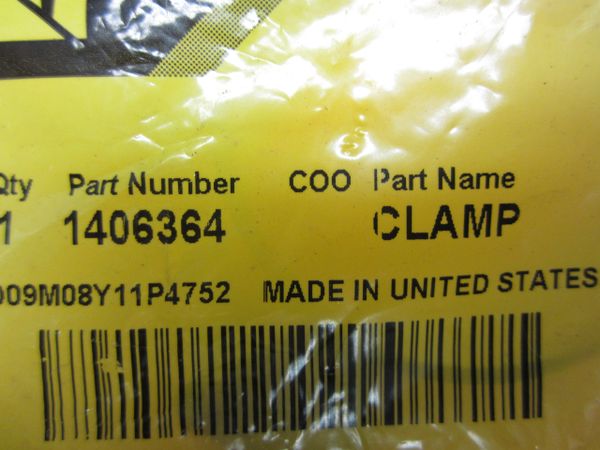 Qty Part Number COO Part Name
1 1406364 CLAMP
009M08Y11P4752 MADE IN UNITED STATES